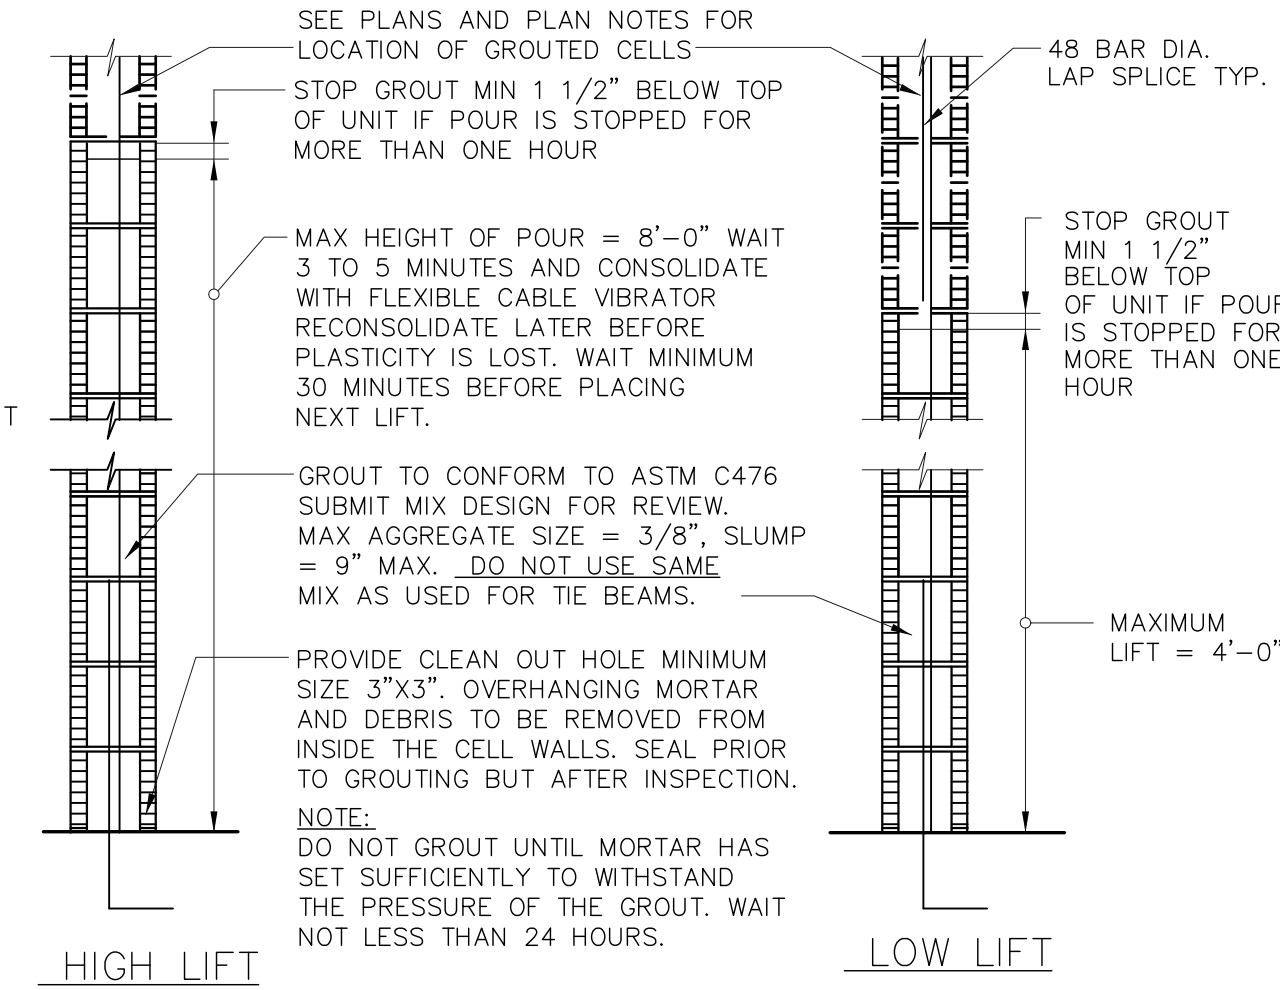 SEE PLANS AND PLAN NOTES FOR
LOCATION OF GROUTED CELLS
STOP GROUT MIN 1 1/2" BELOW TOP
OF UNIT IF POUR IS STOPPED FOR
MORE THAN ONE HOUR
MAX HEIGHT OF POUR = 8'-0" WAIT
3 TO 5 MINUTES AND CONSOLIDATE
WITH FLEXIBLE CABLE VIBRATOR
RECONSOLIDATE LATER BEFORE
PLASTICITY IS LOST. WAIT MINIMUM
30 MINUTES BEFORE PLACING
NEXT LIFT.
T
GROUT TO CONFORM TO ASTM C476
SUBMIT MIX DESIGN FOR REVIEW.
MAX AGGREGATE SIZE = 3/8", SLUMP
= 9" MAX. DO NOT USE SAME
MIX AS USED FOR TIE BEAMS.
PROVIDE CLEAN OUT HOLE MINIMUM
SIZE 3"X3". OVERHANGING MORTAR
AND DEBRIS TO BE REMOVED FROM
INSIDE THE CELL WALLS. SEAL PRIOR
TO GROUTING BUT AFTER INSPECTION.
NOTE:
DO NOT GROUT UNTIL MORTAR HAS
SET SUFFICIENTLY TO WITHSTAND
THE PRESSURE OF THE GROUT. WAIT
NOT LESS THAN 24 HOURS.
HIGH LIFT
48 BAR DIA.
LAP SPLICE TYP.
STOP GROUT
MIN 1 1/2"
BELOW TOP
OF UNIT IF POUR
IS STOPPED FOR
MORE THAN ONE
HOUR
MAXIMUM
LIFT = 4'-0"
LOW LIFT